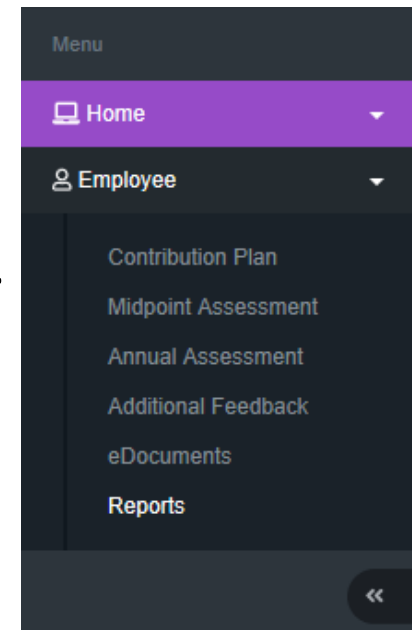 Menu
Home
Employee
Contribution Plan
Midpoint Assessment
Annual Assessment
Additional Feedback
eDocuments
Reports